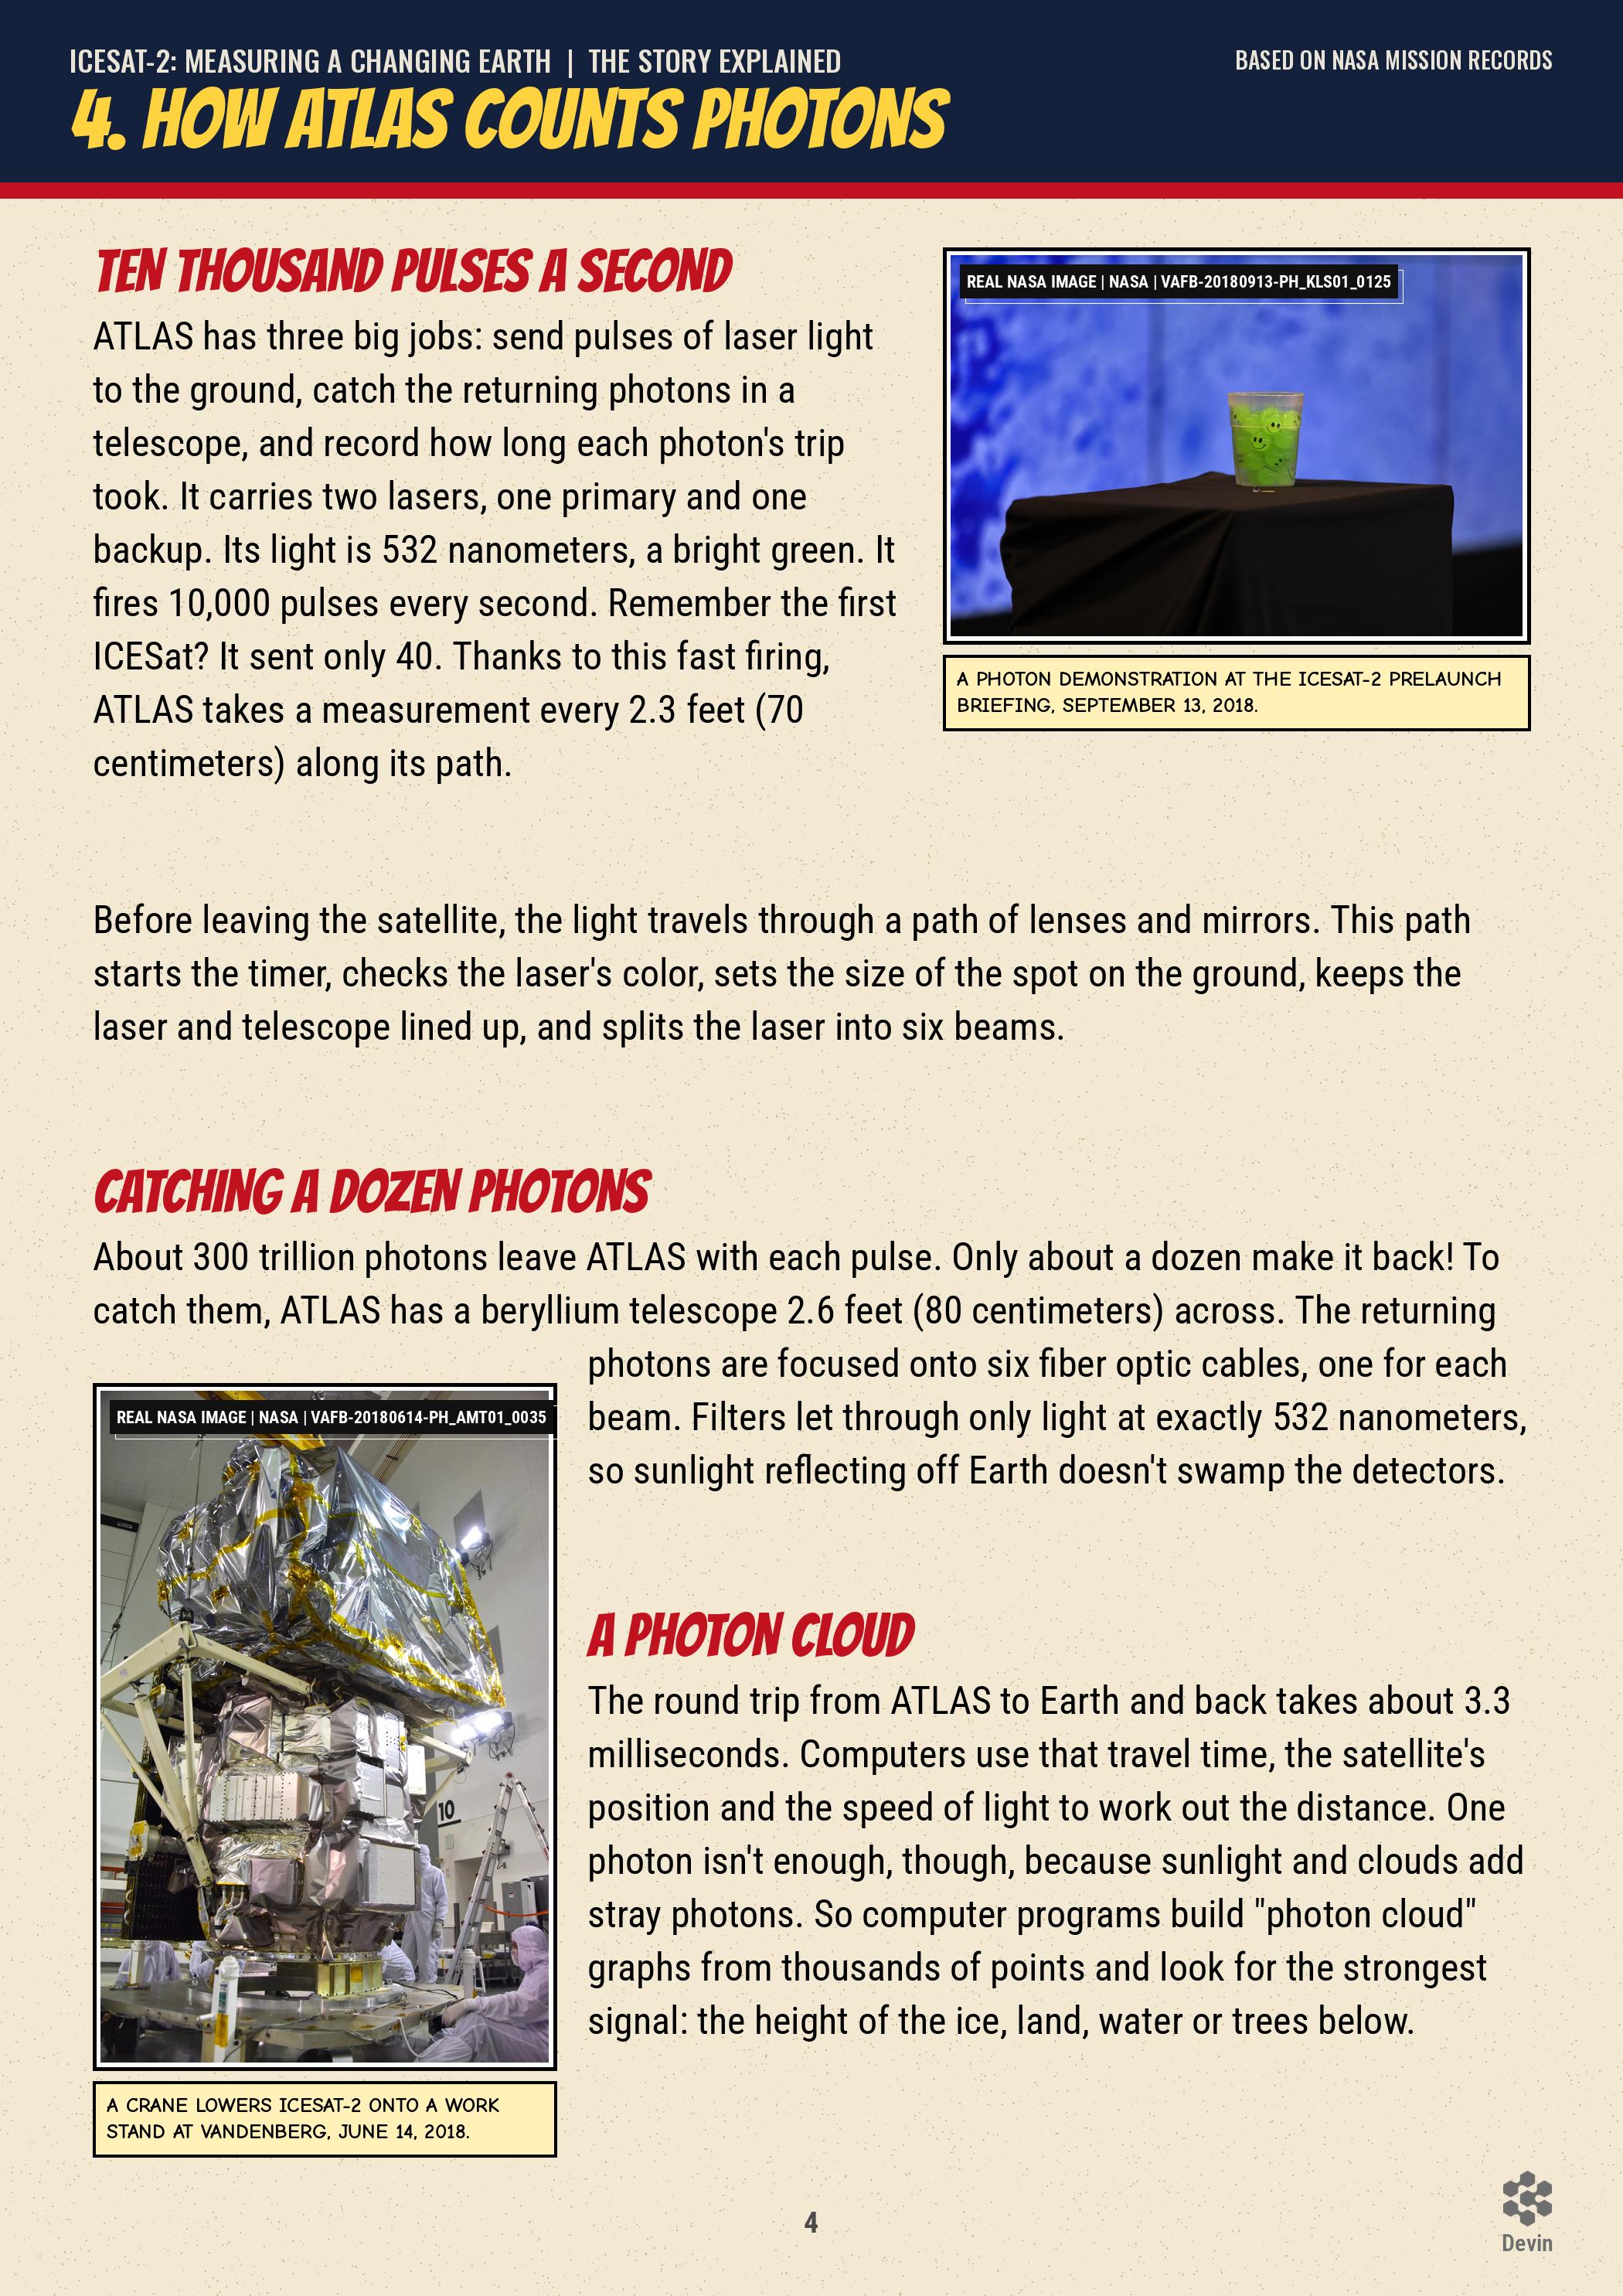 ICESAT-2: MEASURING A CHANGING EARTH | THE STORY EXPLAINED
BASED ON NASA MISSION RECORDS
4. HOW ATLAS COUNTS PHOTONS
TEN THOUSAND PULSES A SECOND
ATLAS has three big jobs: send pulses of laser light
to the ground, catch the returning photons in a
telescope, and record how long each photon's trip
took. It carries two lasers, one primary and one
backup. Its light is 532 nanometers, a bright green. It
fires 10,000 pulses every second. Remember the first
ICESat? It sent only 40. Thanks to this fast firing,
ATLAS takes a measurement every 2.3 feet (70
centimeters) along its path.
REAL NASA IMAGE | NASA | VAFB-20180913-PH_KLS01_0125
A PHOTON DEMONSTRATION AT THE ICESAT-2 PRELAUNCH
BRIEFING, SEPTEMBER 13, 2018.
Before leaving the satellite, the light travels through a path of lenses and mirrors. This path
starts the timer, checks the laser's color, sets the size of the spot on the ground, keeps the
laser and telescope lined up, and splits the laser into six beams.
CATCHING A DOZEN PHOTONS
About 300 trillion photons leave ATLAS with each pulse. Only about a dozen make it back! To
catch them, ATLAS has a beryllium telescope 2.6 feet (80 centimeters) across. The returning
photons are focused onto six fiber optic cables, one for each
beam. Filters let through only light at exactly 532 nanometers,
so sunlight reflecting off Earth doesn't swamp the detectors.
REAL NASA IMAGE | NASA | VAFB-20180614-PH_AMT01_0035
10
A CRANE LOWERS ICESAT-2 ONTO A WORK
STAND AT VANDENBERG, JUNE 14, 2018.
A PHOTON CLOUD
The round trip from ATLAS to Earth and back takes about 3.3
milliseconds. Computers use that travel time, the satellite's
position and the speed of light to work out the distance. One
photon isn't enough, though, because sunlight and clouds add
stray photons. So computer programs build "photon cloud"
graphs from thousands of points and look for the strongest
signal: the height of the ice, land, water or trees below.
4
Devin